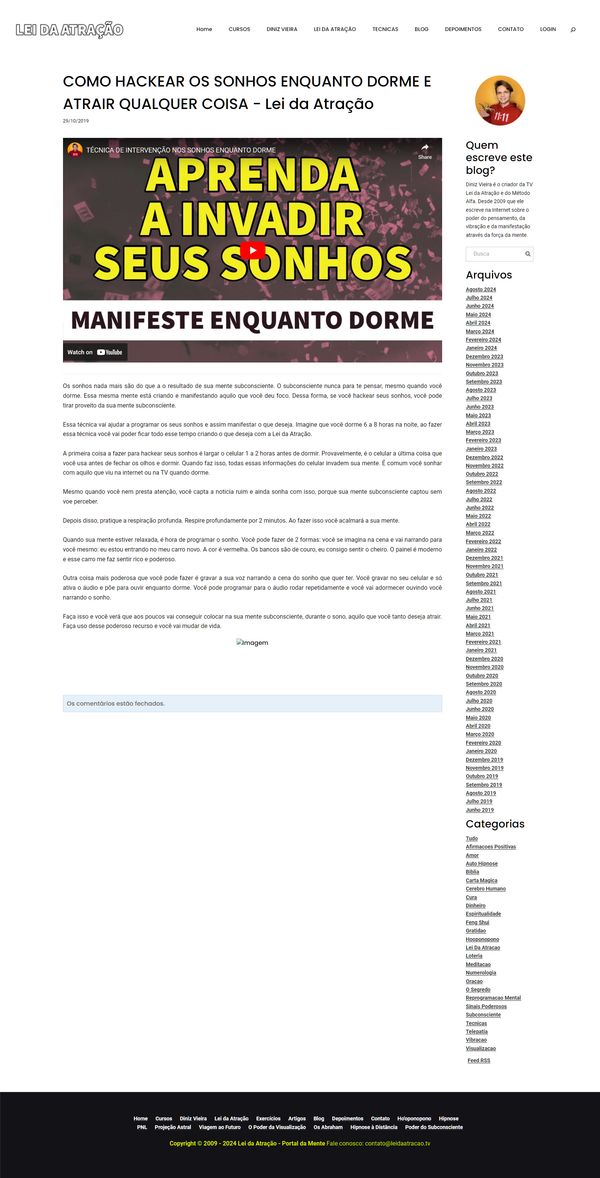 LEI DA ATRAÇÃO
Home CURSOS DINIZ VIEIRA LEI DA ATRAÇÃO TECNICAS BLOG DEPOIMENTOS CONTATO LOGIN
COMO HACKEAR OS SONHOS ENQUANTO DORME E
ATRAIR QUALQUER COISA - Lei da Atração
29/10/2019
TÉCNICA DE INTERVENÇÃO NOS SONHOS ENQUANTO DORME
Share
APRENDA
A INVADIR
SEUS SONHOS
MANIFESTE ENQUANTO DORME
Watch on YouTube
Os sonhos nada mais são do que a o resultado de sua mente subconsciente. O subconsciente nunca para te pensar, mesmo quando você
dorme. Essa mesma mente está criando e manifestando aquilo que você deu foco. Dessa forma, se você hackear seus sonhos, você pode
tirar proveito da sua mente subconsciente.
Essa técnica vai ajudar a programar os seus sonhos e assim manifestar o que deseja. Imagine que você dorme 6 a 8 horas na noite, ao fazer
essa técnica você vai poder ficar todo esse tempo criando o que deseja com a Lei da Atração.
A primeira coisa a fazer para hackear seus sonhos é largar o celular 1 a 2 horas antes de dormir. Provavelmente, é o celular a última coisa que
você usa antes de fechar os olhos e dormir. Quando faz isso, todas essas informações do celular invadem sua mente. É comum você sonhar
com aquilo que viu na internet ou na TV quando dorme.
Mesmo quando você nem presta atenção, você capta a notícia ruim e ainda sonha com isso, porque sua mente subconsciente captou sem
voe perceber.
Depois disso, pratique a respiração profunda. Respire profundamente por 2 minutos. Ao fazer isso você acalmará a sua mente.
Quando sua mente estiver relaxada, é hora de programar o sonho. Você pode fazer de 2 formas: você se imagina na cena e vai narrando para
você mesmo: eu estou entrando no meu carro novo. A cor é vermelha. Os bancos são de couro, eu consigo sentir o cheiro. O painel é moderno
e esse carro me faz sentir rico e poderoso.
Outra coisa mais poderosa que você pode fazer é gravar a sua voz narrando a cena do sonho que quer ter. Você gravar no seu celular e só
ativa o áudio e põe para ouvir enquanto dorme. Você pode programar para o áudio rodar repetidamente e você vai adormecer ouvindo você
narrando o sonho.
Faça isso e você verá que aos poucos vai conseguir colocar na sua mente subconsciente, durante o sono, aquilo que você tanto deseja atrair.
Faça uso desse poderoso recurso e você vai mudar de vida.
Imagem
Os comentários estão fechados.
11:11
Quem
escreve este
blog?
Diniz Vieira é o criador da TV
Lei da Atração e do Método
Alfa. Desde 2009 que ele
escreve na Internet sobre o
poder do pensamento, da
vibração e da manifestação
através da força da mente.
Busca
Arquivos
Agosto 2024
Julho 2024
Junho 2024
Maio 2024
Abril 2024
Março 2024
Fevereiro 2024
Janeiro 2024
Dezembro 2023
Novembro 2023
Outubro 2023
Setembro 2023
Agosto 2023
Julho 2023
Junho 2023
Maio 2023
Abril 2023
Março 2023
Fevereiro 2023
Janeiro 2023
Dezembro 2022
Novembro 2022
Outubro 2022
Setembro 2022
Agosto 2022
Julho 2022
Junho 2022
Maio 2022
Abril 2022
Março 2022
Fevereiro 2022
Janeiro 2022
Dezembro 2021
Novembro 2021
Outubro 2021
Setembro 2021
Agosto 2021
Julho 2021
Junho 2021
Maio 2021
Abril 2021
Março 2021
Fevereiro 2021
Janeiro 2021
Dezembro 2020
Novembro 2020
Outubro 2020
Setembro 2020
Agosto 2020
Julho 2020
Junho 2020
Maio 2020
Abril 2020
Março 2020
Fevereiro 2020
Janeiro 2020
Dezembro 2019
Novembro 2019
Outubro 2019
Setembro 2019
Agosto 2019
Julho 2019
Junho 2019
Categorias
Tudo
Afirmacoes Positivas
Amor
Auto Hipnose
Biblia
Carta Magica
Cerebro Humano
Cura
Dinheiro
Espiritualidade
Feng Shui
Gratidao
Hooponopono
Lei Da Atracao
Loteria
Meditacao
Numerologia
Oracao
O Segredo
Reprogramacao Mental
Sinais Poderosos
Subconsciente
Tecnicas
Telepatia
Vibracao
Visualizacao
Feed RSS
Home Cursos Diniz Vieira Lei da Atração Exercícios Artigos Blog Depoimentos Contato Ho'oponopono Hipnose
PNL Projeção Astral Viagem ao Futuro O Poder da Visualização Os Abraham Hipnose à Distância Poder do Subconsciente
Copyright © 2009 - 2024 Lei da Atração - Portal da Mente Fale conosco: contato@leidaatracao.tv